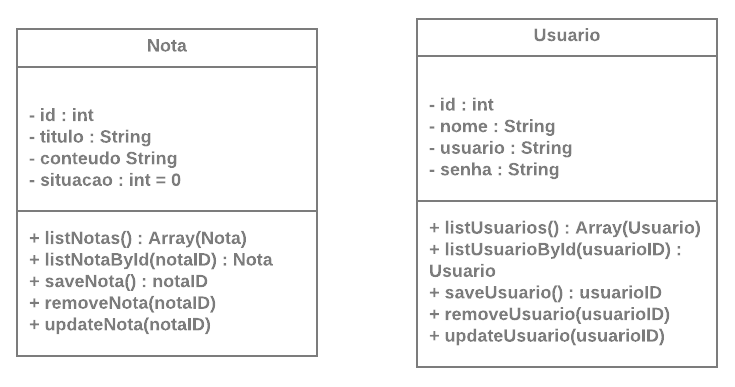 Nota
- id : int
- titulo : String
- conteudo String
- situacao : int = 0
+ listNotas() : Array(Nota)
+ listNotaById(notaID) : Nota
+ saveNota() : notaID
+ removeNota(notaID)
+ updateNota(notaID)
Usuario
- id : int
- nome : String
- usuario : String
- senha : String
+ listUsuarios() : Array(Usuario)
+ listUsuarioById(usuarioID) :
Usuario
+ saveUsuario() : usuarioID
+ removeUsuario(usuarioID)
+ updateUsuario(usuarioID)